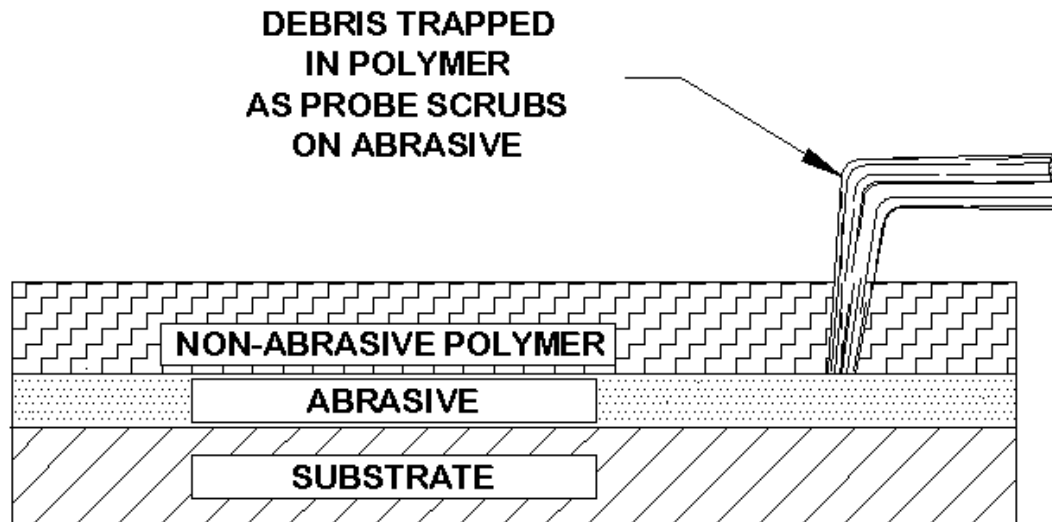 DEBRIS TRAPPED
IN POLYMER
AS PROBE SCRUBS
ON ABRASIVE
NON-ABRASIVE POLYMER
ABRASIVE
SUBSTRATE